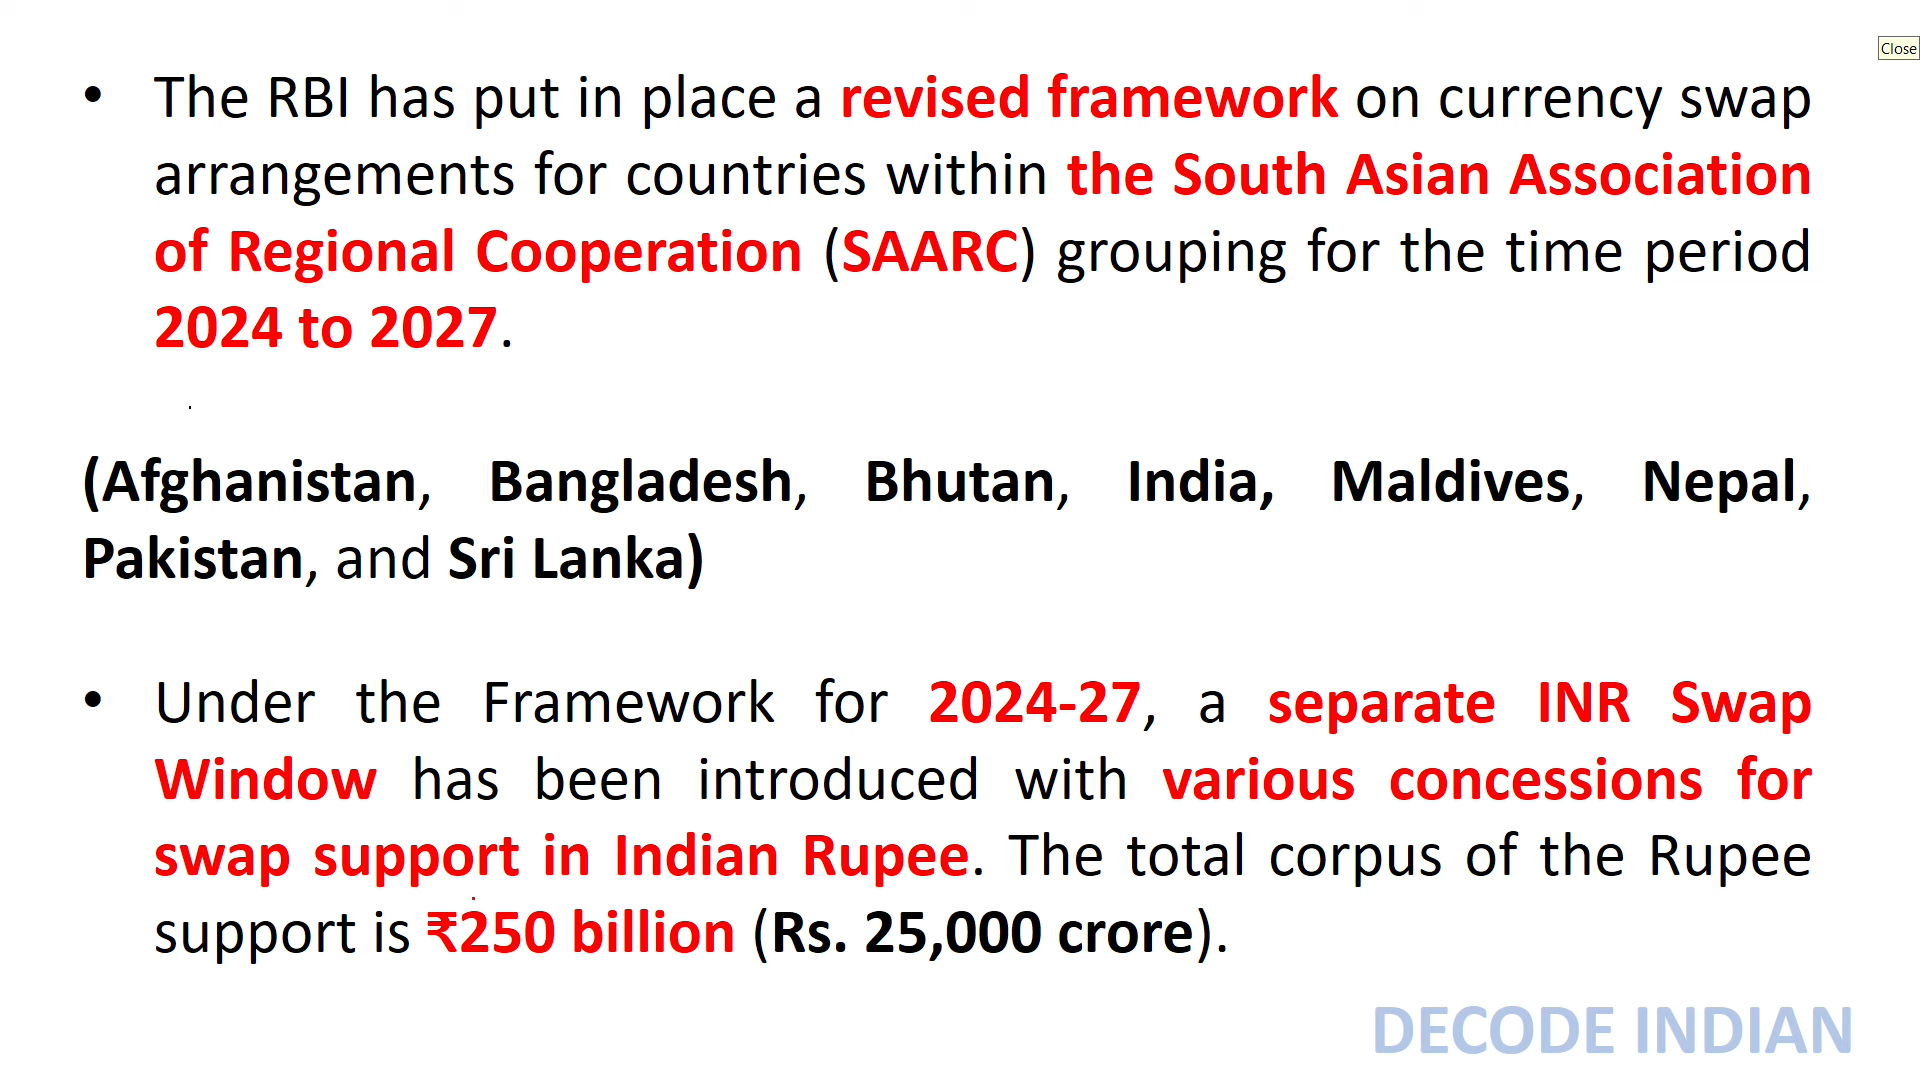 Close
• The RBI has put in place a revised framework on currency swap
arrangements for countries within the South Asian Association
of Regional Cooperation (SAARC) grouping for the time period
2024 to 2027.
(Afghanistan, Bangladesh, Bhutan, India, Maldives, Nepal,
Pakistan, and Sri Lanka)
• Under the Framework for 2024-27, a separate INR Swap
Window has been introduced with various concessions for
swap support in Indian Rupee. The total corpus of the Rupee
support is ₹250 billion (Rs. 25,000 crore).
DECODE INDIAN